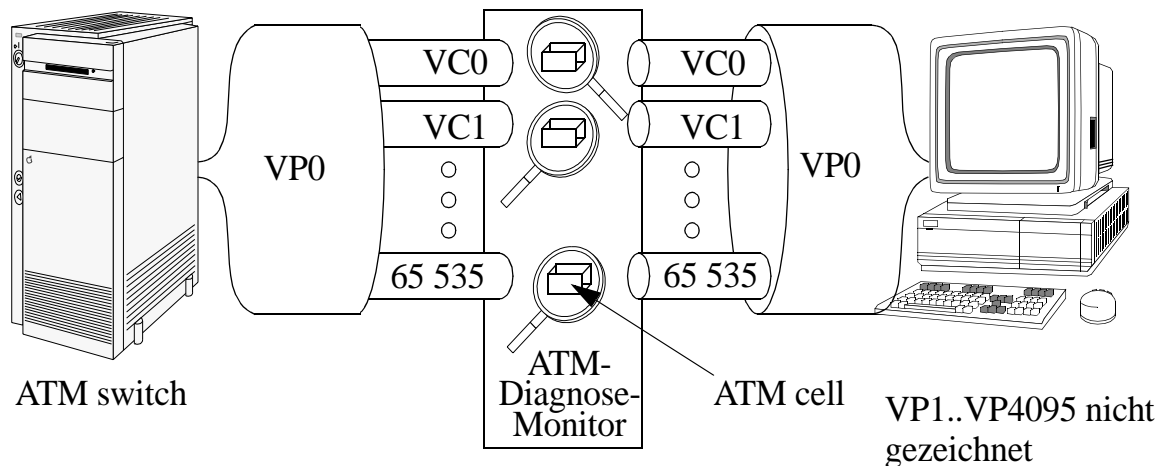 VC0
VC0
VC1
VC1
VP0
VP0
65 535
65 535
ATM-
Diagnose-
Monitor
ATM switch
ATM cell
VP1..VP4095 nicht
gezeichnet